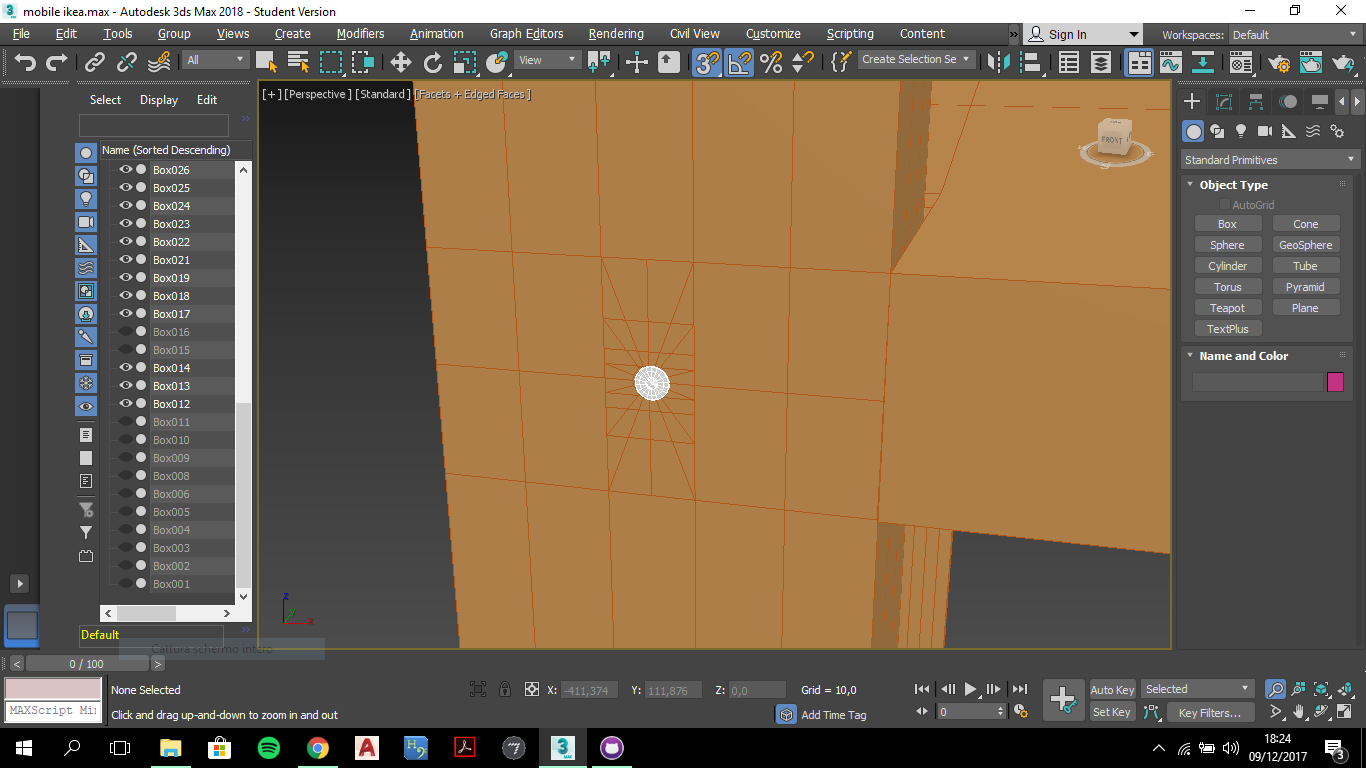 mobile ikea.max - Autodesk 3ds Max 2018 - Student Version
File Edit Tools Group Views Create Modifiers Animation Graph Editors Rendering Civil View Customize Scripting Content » Sign In Workspaces: Default
All View Create Selection Se
Select Display Edit
Name (Sorted Descending)
Box026
Box025
Box024
Box023
Box022
Box021
Box019
Box018
Box017
Box016
Box015
Box014
Box013
Box012
Box011
Box010
Box009
Box008
Box006
Box005
Box004
Box003
Box002
Box001
Default
Cattura schermo intero
[+] [Perspective ] [Standard ] [Facets + Edged Faces ]
FRONT
z
y
x
Standard Primitives
Object Type
AutoGrid
Box Cone
Sphere GeoSphere
Cylinder Tube
Torus Pyramid
Teapot Plane
TextPlus
Name and Color
0 / 100
None Selected X: -411,374 Y: 111,876 Z: 0,0 Grid = 10,0
MAXScript Mi
Click and drag up-and-down to zoom in and out
Add Time Tag
0
Auto Key Selected
Set Key Key Filters...
18:24
09/12/2017
3